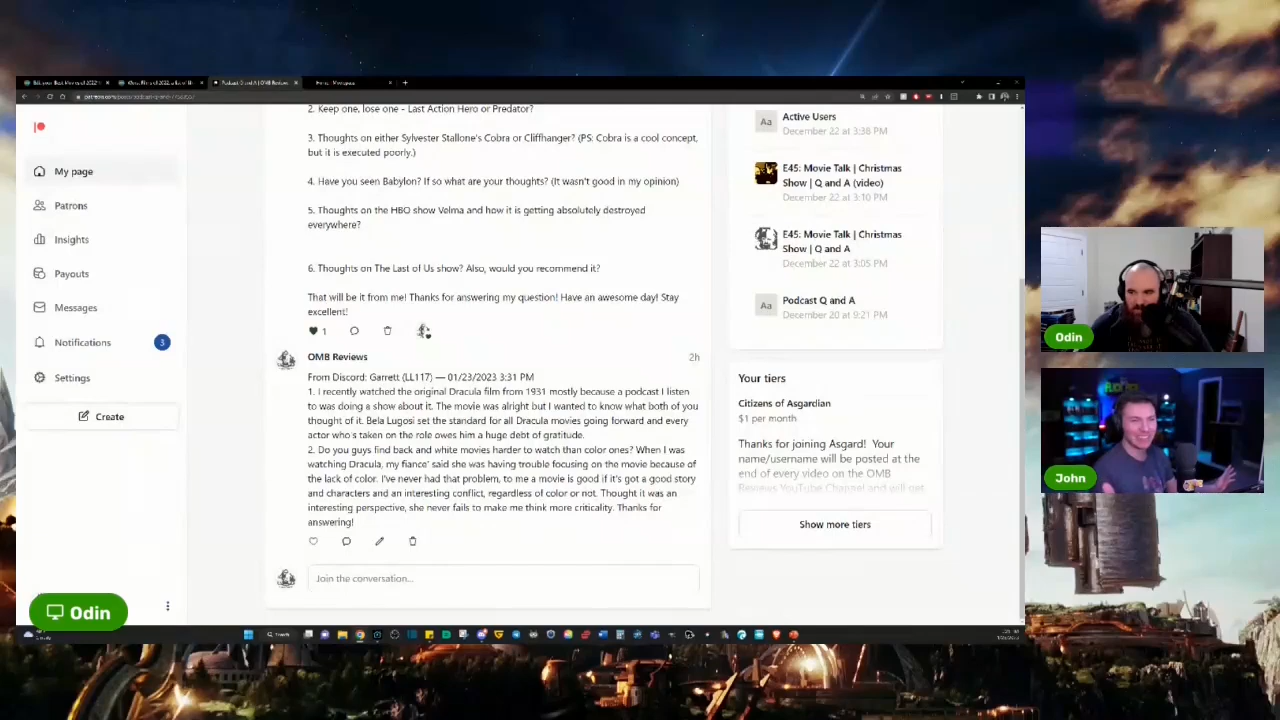 Podcast Q and A | OMB Reviews
My page
Patrons
Insights
Payouts
Messages
Notifications
3
Settings
Create
2. Keep one, lose one - Last Action Hero or Predator?
3. Thoughts on either Sylvester Stallone's Cobra or Cliffhanger? (PS: Cobra is a cool concept,
but it is executed poorly.)
4. Have you seen Babylon? If so what are your thoughts? (It wasn't good in my opinion)
5. Thoughts on the HBO show Velma and how it is getting absolutely destroyed
everywhere?
6. Thoughts on The Last of Us show? Also, would you recommend it?
That will be it from me! Thanks for answering my question! Have an awesome day! Stay
excellent!
1
OMB Reviews
2h
From Discord: Garrett (LL117) — 01/23/2023 3:31 PM
1. I recently watched the original Dracula film from 1931 mostly because a podcast I listen
to was doing a show about it. The movie was alright but I wanted to know what both of you
thought of it. Bela Lugosi set the standard for all Dracula movies going forward and every
actor who's taken on the role owes him a huge debt of gratitude.
2. Do you guys find back and white movies harder to watch than color ones? When I was
watching Dracula, my fiance' said she was having trouble focusing on the movie because of
the lack of color. I've never had that problem, to me a movie is good if it's got a good story
and characters and an interesting conflict, regardless of color or not. Thought it was an
interesting perspective, she never fails to make me think more criticality. Thanks for
answering!
Join the conversation...
Aa
Active Users
December 22 at 3:38 PM
E45: Movie Talk | Christmas
Show | Q and A (video)
December 22 at 3:10 PM
E45: Movie Talk | Christmas
Show | Q and A
December 22 at 3:05 PM
Aa
Podcast Q and A
December 20 at 9:21 PM
Your tiers
Citizens of Asgardian
$1 per month
Thanks for joining Asgard! Your
name/username will be posted at the
end of every video on the OMB
Reviews YouTube Channel and will get
Show more tiers
Odin
John
Odin
Search